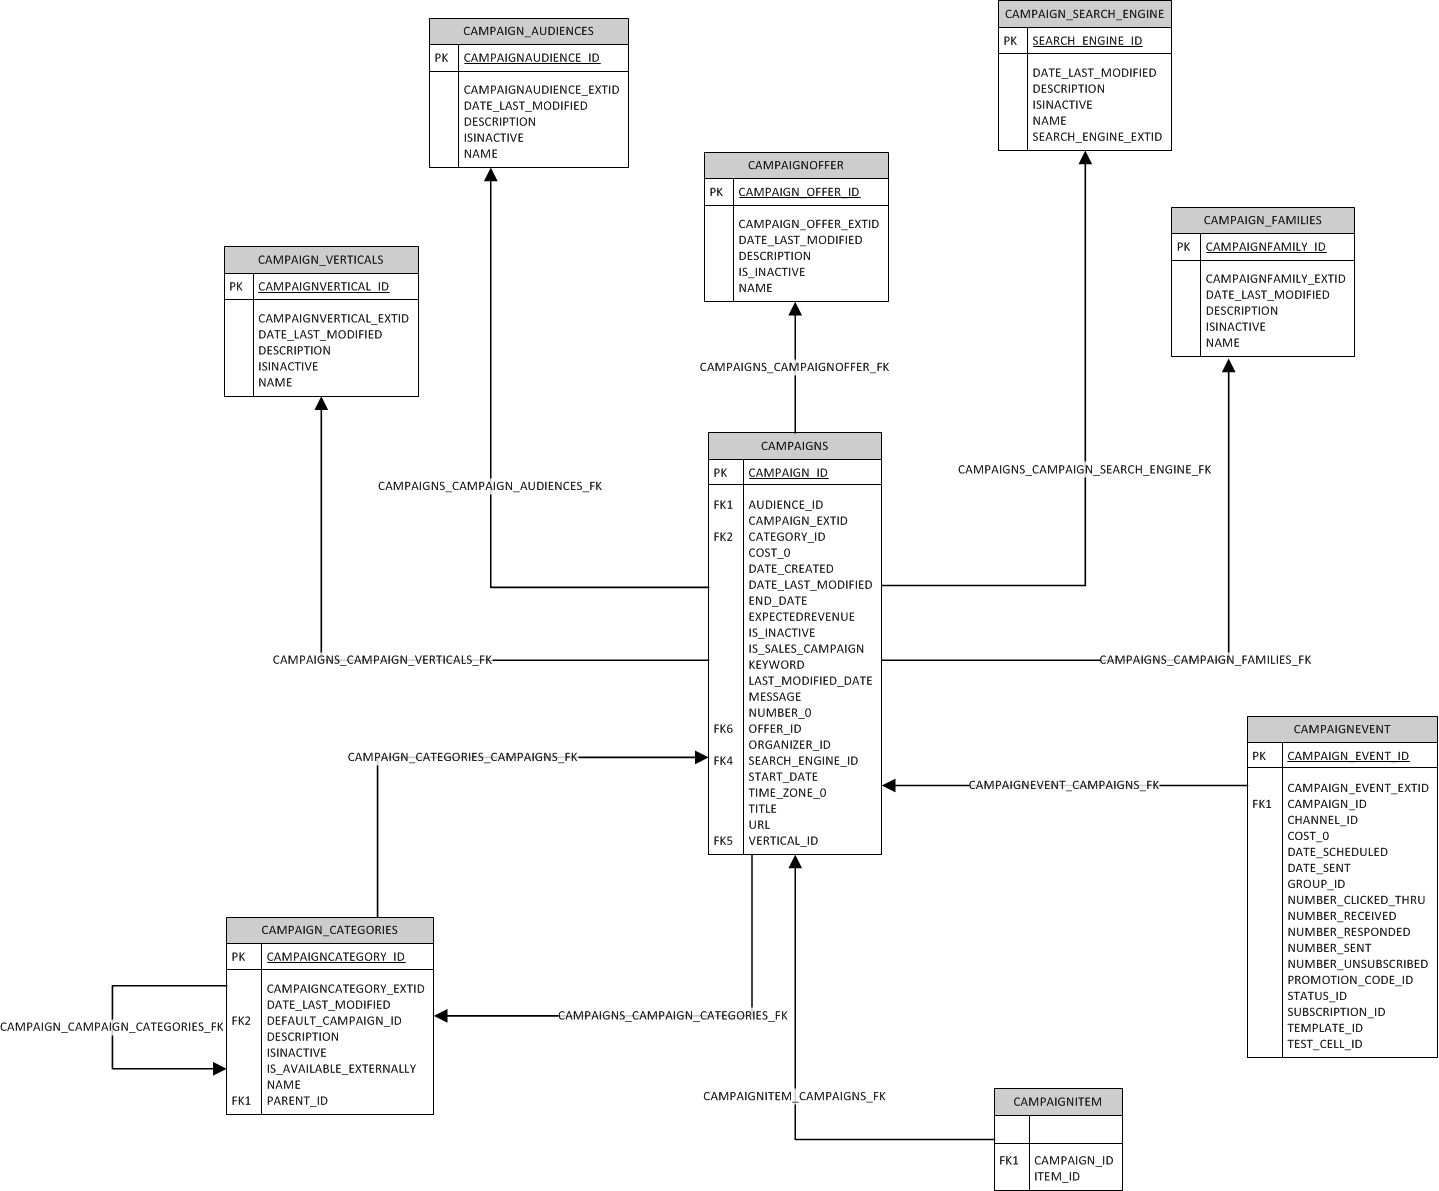 CAMPAIGN_AUDIENCES
PK CAMPAIGNAUDIENCE_ID
CAMPAIGNAUDIENCE_EXTID
DATE_LAST_MODIFIED
DESCRIPTION
ISINACTIVE
NAME
CAMPAIGN_SEARCH_ENGINE
PK SEARCH_ENGINE_ID
DATE_LAST_MODIFIED
DESCRIPTION
ISINACTIVE
NAME
SEARCH_ENGINE_EXTID
CAMPAIGNOFFER
PK CAMPAIGN_OFFER_ID
CAMPAIGN_OFFER_EXTID
DATE_LAST_MODIFIED
DESCRIPTION
IS_INACTIVE
NAME
CAMPAIGN_FAMILIES
PK CAMPAIGNFAMILY_ID
CAMPAIGNFAMILY_EXTID
DATE_LAST_MODIFIED
DESCRIPTION
ISINACTIVE
NAME
CAMPAIGN_VERTICALS
PK CAMPAIGNVERTICAL_ID
CAMPAIGNVERTICAL_EXTID
DATE_LAST_MODIFIED
DESCRIPTION
ISINACTIVE
NAME
CAMPAIGNS_CAMPAIGNOFFER_FK
CAMPAIGNS_CAMPAIGN_AUDIENCES_FK
CAMPAIGNS_CAMPAIGN_SEARCH_ENGINE_FK
CAMPAIGNS
PK CAMPAIGN_ID
FK1 AUDIENCE_ID
CAMPAIGN_EXTID
FK2 CATEGORY_ID
COST_0
DATE_CREATED
DATE_LAST_MODIFIED
END_DATE
EXPECTEDREVENUE
IS_INACTIVE
IS_SALES_CAMPAIGN
KEYWORD
LAST_MODIFIED_DATE
MESSAGE
NUMBER_0
FK6 OFFER_ID
ORGANIZER_ID
FK4 SEARCH_ENGINE_ID
START_DATE
TIME_ZONE_0
TITLE
URL
FK5 VERTICAL_ID
CAMPAIGNS_CAMPAIGN_VERTICALS_FK
CAMPAIGNS_CAMPAIGN_FAMILIES_FK
CAMPAIGN_CATEGORIES_CAMPAIGNS_FK
CAMPAIGNEVENT_CAMPAIGNS_FK
CAMPAIGNEVENT
PK CAMPAIGN_EVENT_ID
CAMPAIGN_EVENT_EXTID
FK1 CAMPAIGN_ID
CHANNEL_ID
COST_0
DATE_SCHEDULED
DATE_SENT
GROUP_ID
NUMBER_CLICKED_THRU
NUMBER_RECEIVED
NUMBER_RESPONDED
NUMBER_SENT
NUMBER_UNSUBSCRIBED
PROMOTION_CODE_ID
STATUS_ID
SUBSCRIPTION_ID
TEMPLATE_ID
TEST_CELL_ID
CAMPAIGN_CATEGORIES
PK CAMPAIGNCATEGORY_ID
CAMPAIGNCATEGORY_EXTID
DATE_LAST_MODIFIED
FK2 DEFAULT_CAMPAIGN_ID
DESCRIPTION
ISINACTIVE
IS_AVAILABLE_EXTERNALLY
NAME
FK1 PARENT_ID
CAMPAIGN_CAMPAIGN_CATEGORIES_FK
CAMPAIGNS_CAMPAIGN_CATEGORIES_FK
CAMPAIGNITEM_CAMPAIGNS_FK
CAMPAIGNITEM
FK1 CAMPAIGN_ID
ITEM_ID